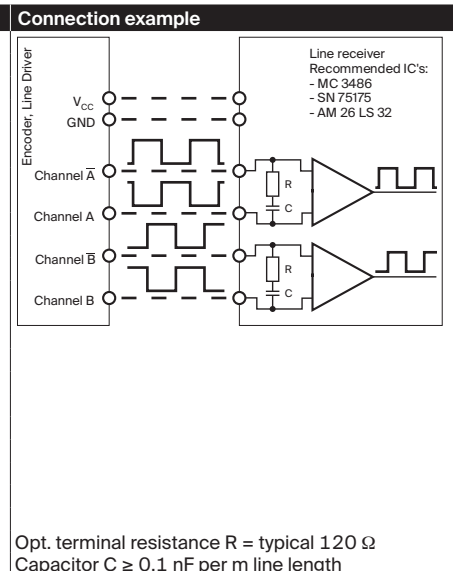 Connection example
Encoder, Line Driver
Line receiver
Recommended IC's:
- MC 3486
- SN 75175
- AM 26 LS 32
V_CC
GND
Channel A̅
R
C
Channel A
Channel B̅
R
C
Channel B
Opt. terminal resistance R = typical 120 Ω
Capacitor C ≥ 0.1 nF per m line length